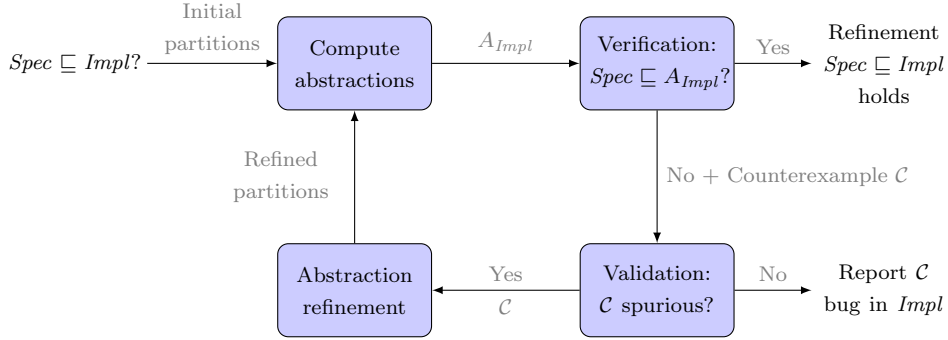 Spec ⊑ Impl?
Initial
partitions
Compute
abstractions
A_Impl
Verification:
Spec ⊑ A_Impl?
Yes
Refinement
Spec ⊑ Impl
holds
Refined
partitions
No + Counterexample 𝒞
Abstraction
refinement
Yes
𝒞
Validation:
𝒞 spurious?
No
Report 𝒞
bug in Impl